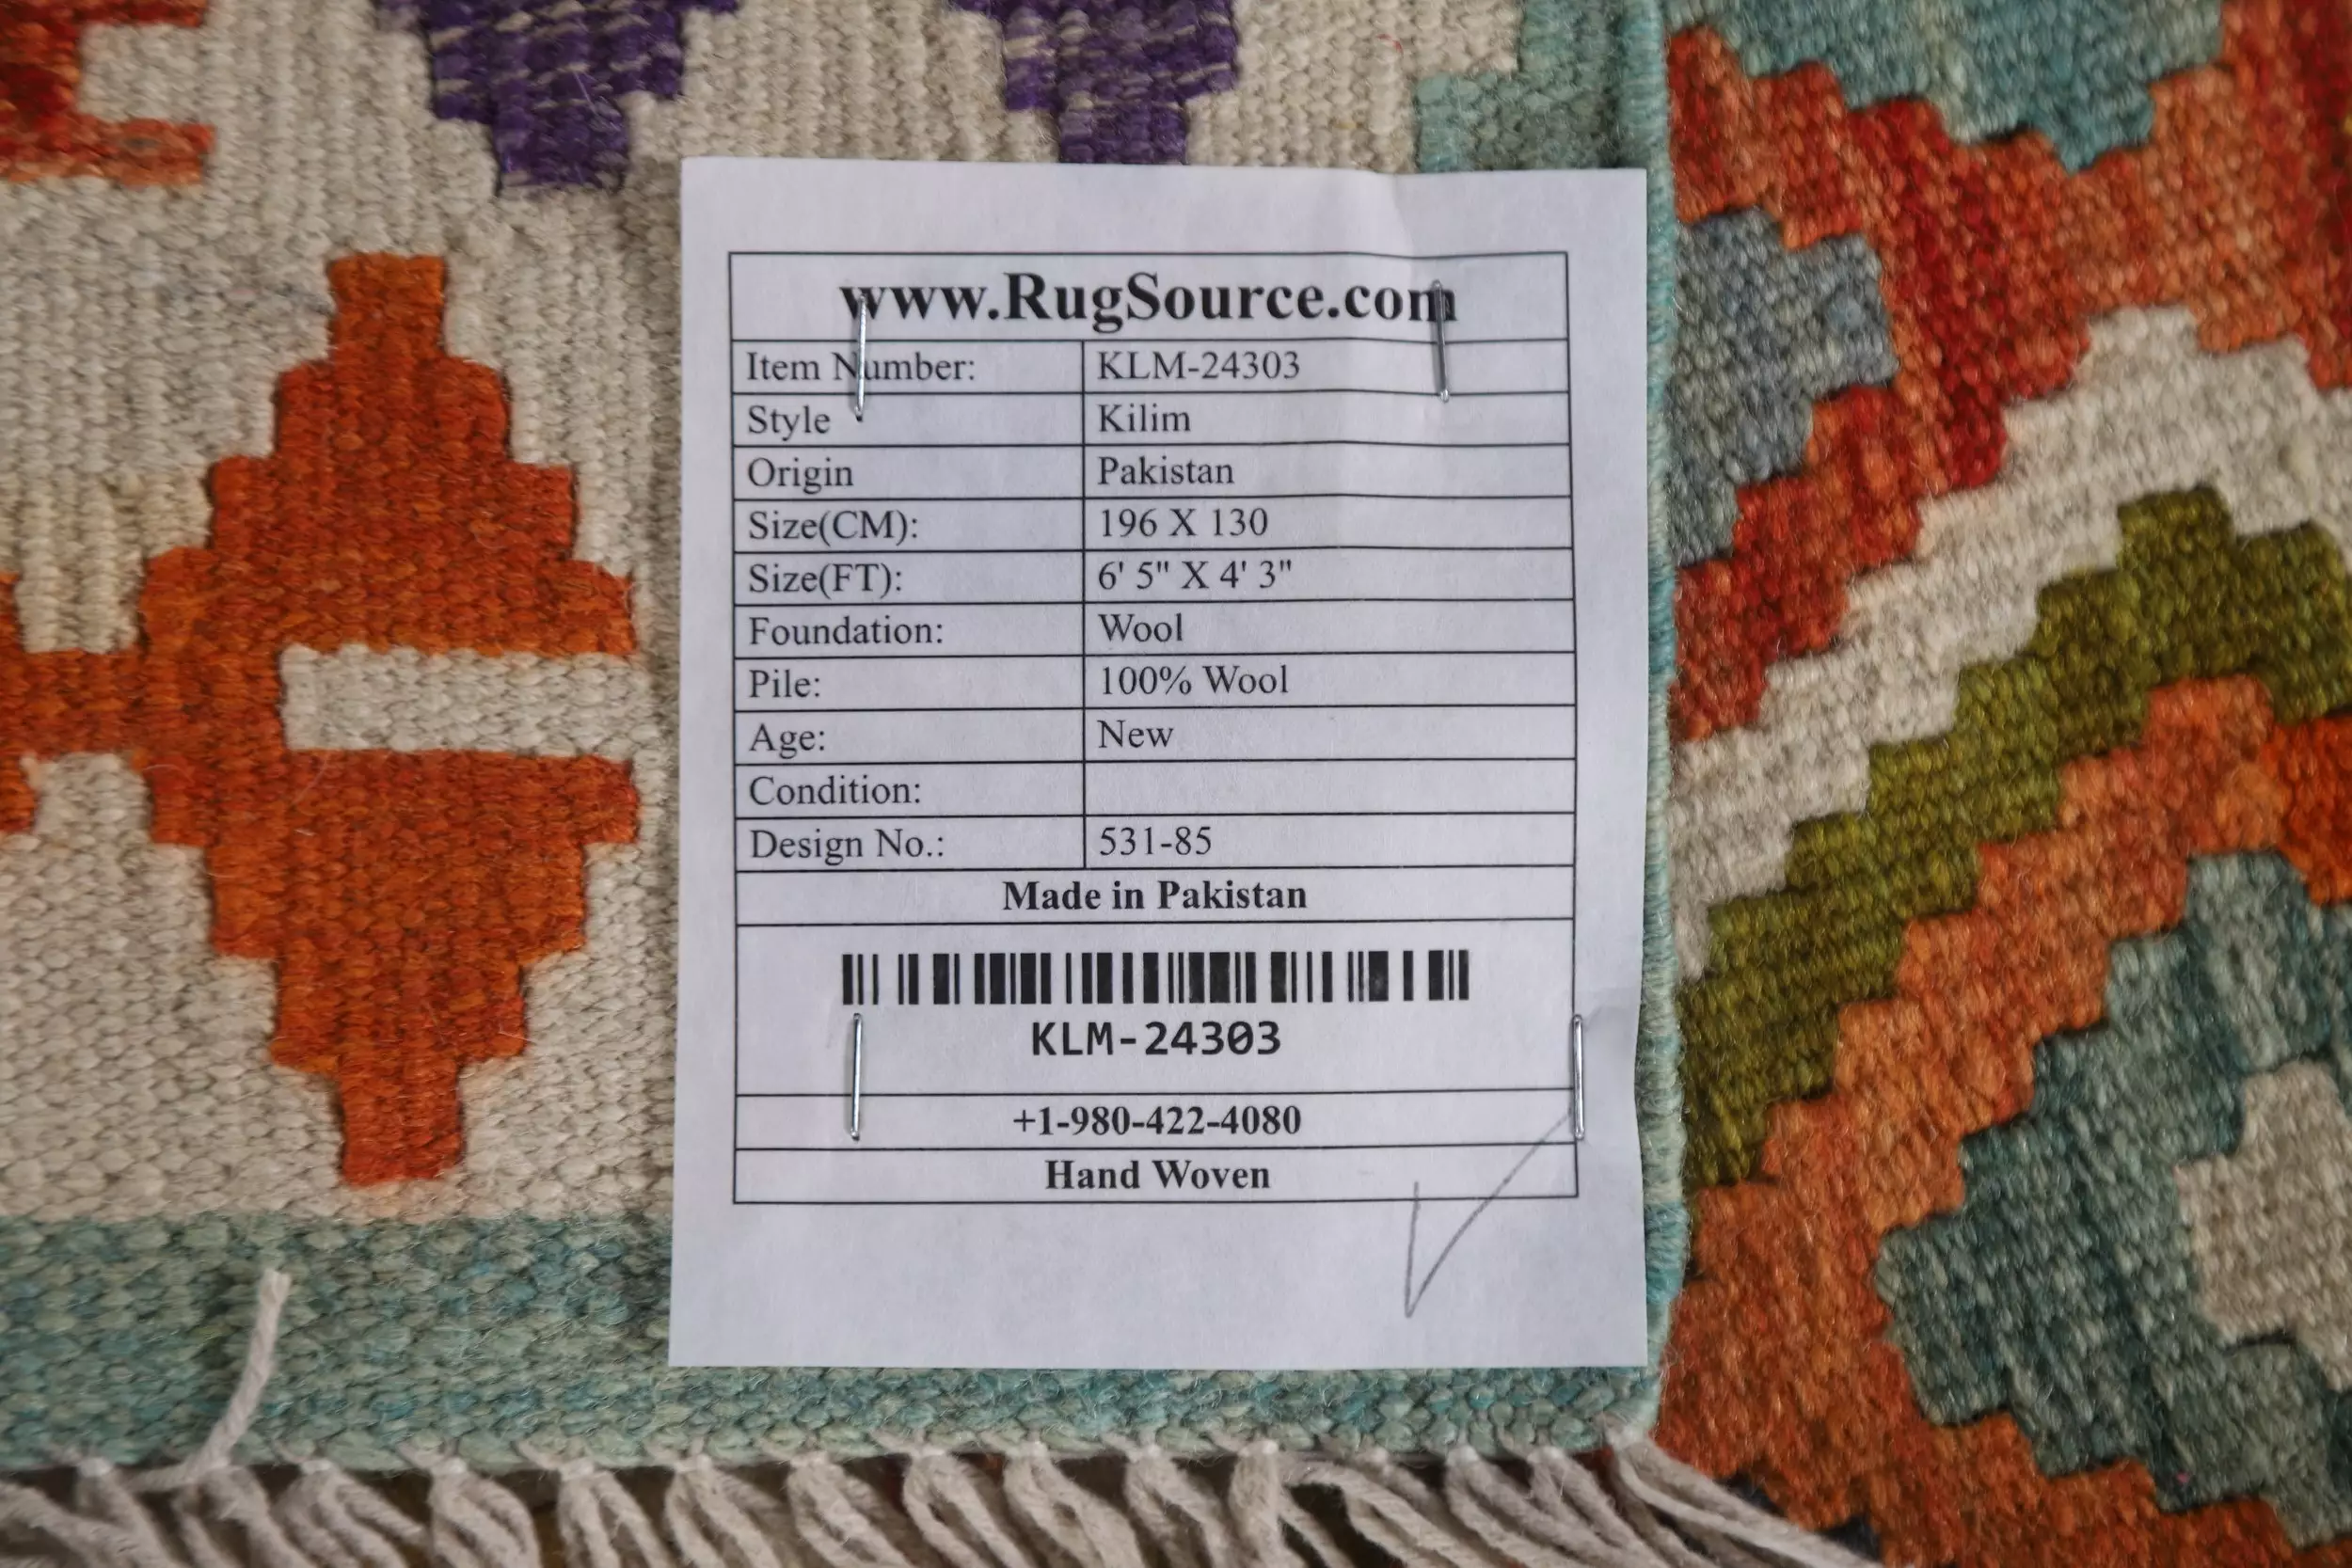 www.RugSource.com
Item Number: KLM-24303
Style Kilim
Origin Pakistan
Size(CM): 196 X 130
Size(FT): 6' 5" X 4' 3"
Foundation: Wool
Pile: 100% Wool
Age: New
Condition:
Design No.: 531-85
Made in Pakistan
KLM-24303
+1-980-422-4080
Hand Woven